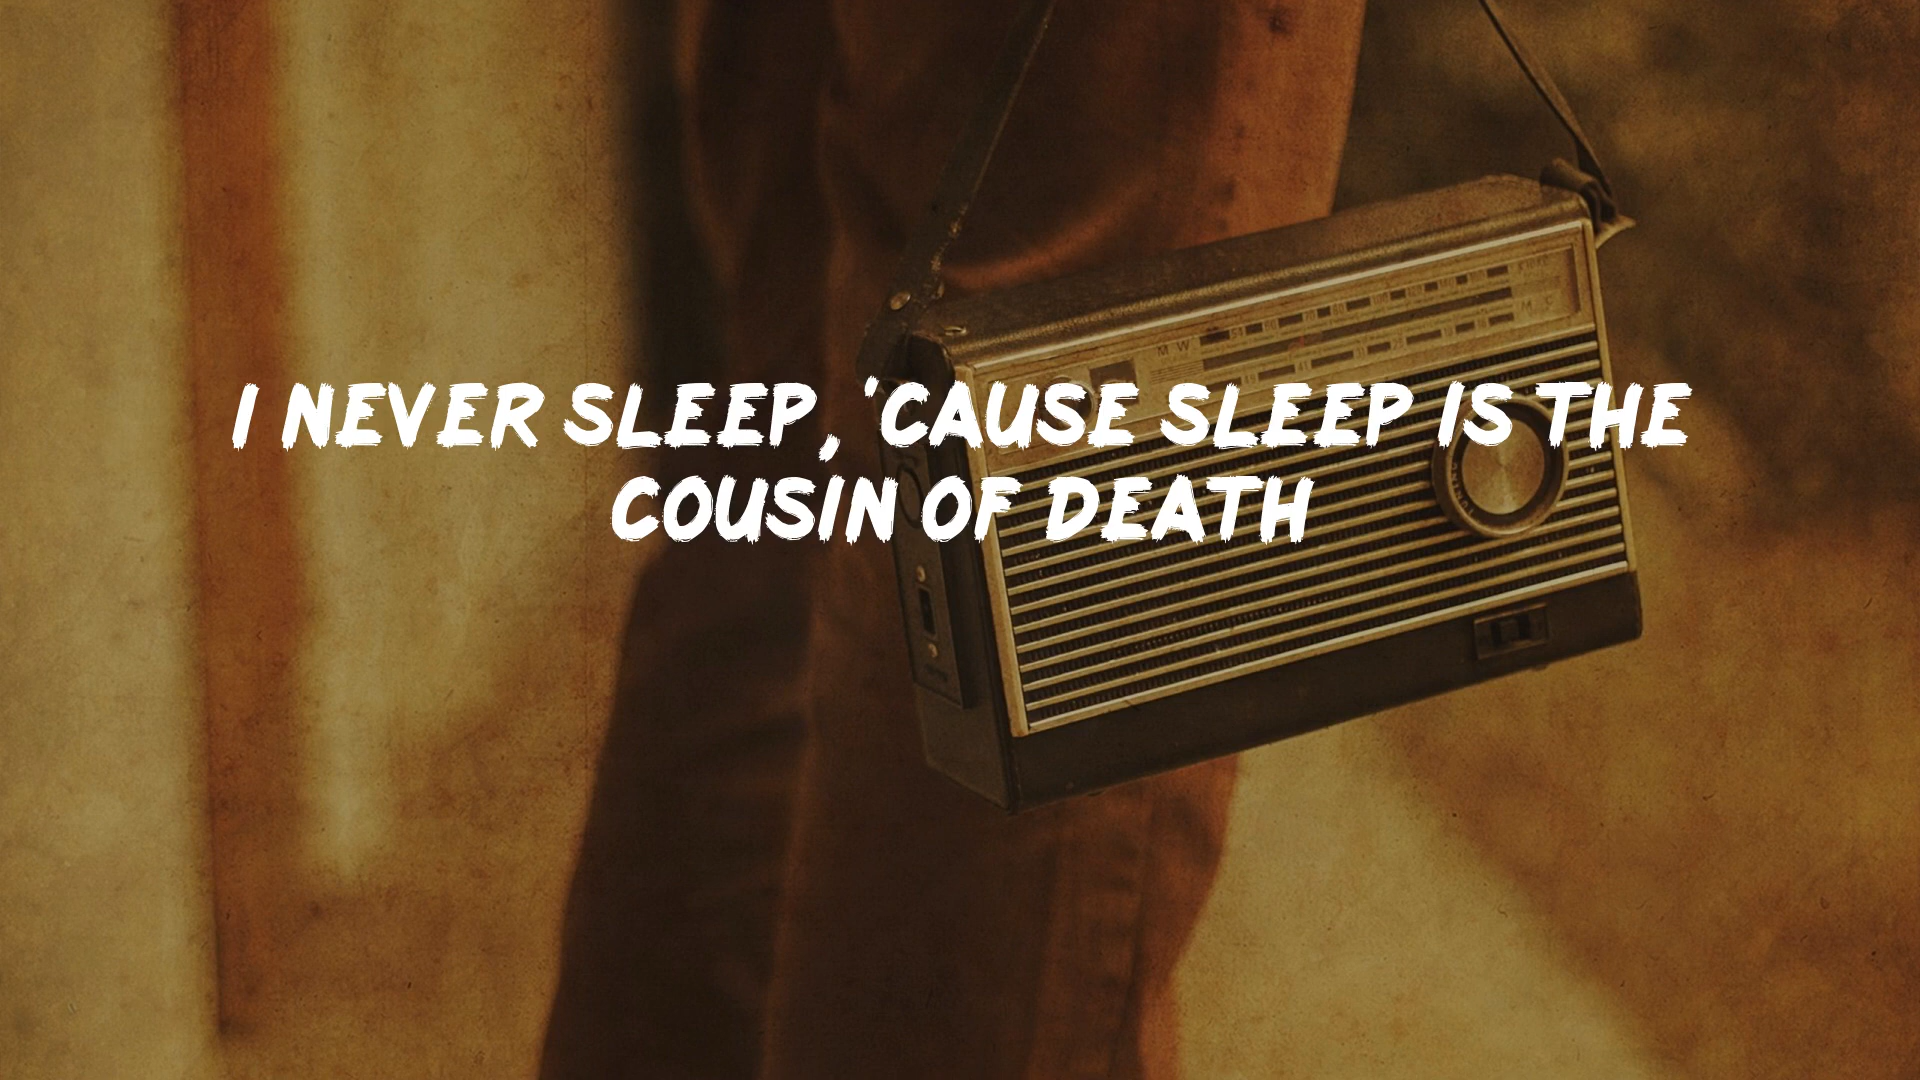 M W
I NEVER SLEEP, 'CAUSE SLEEP IS THE
COUSIN OF DEATH